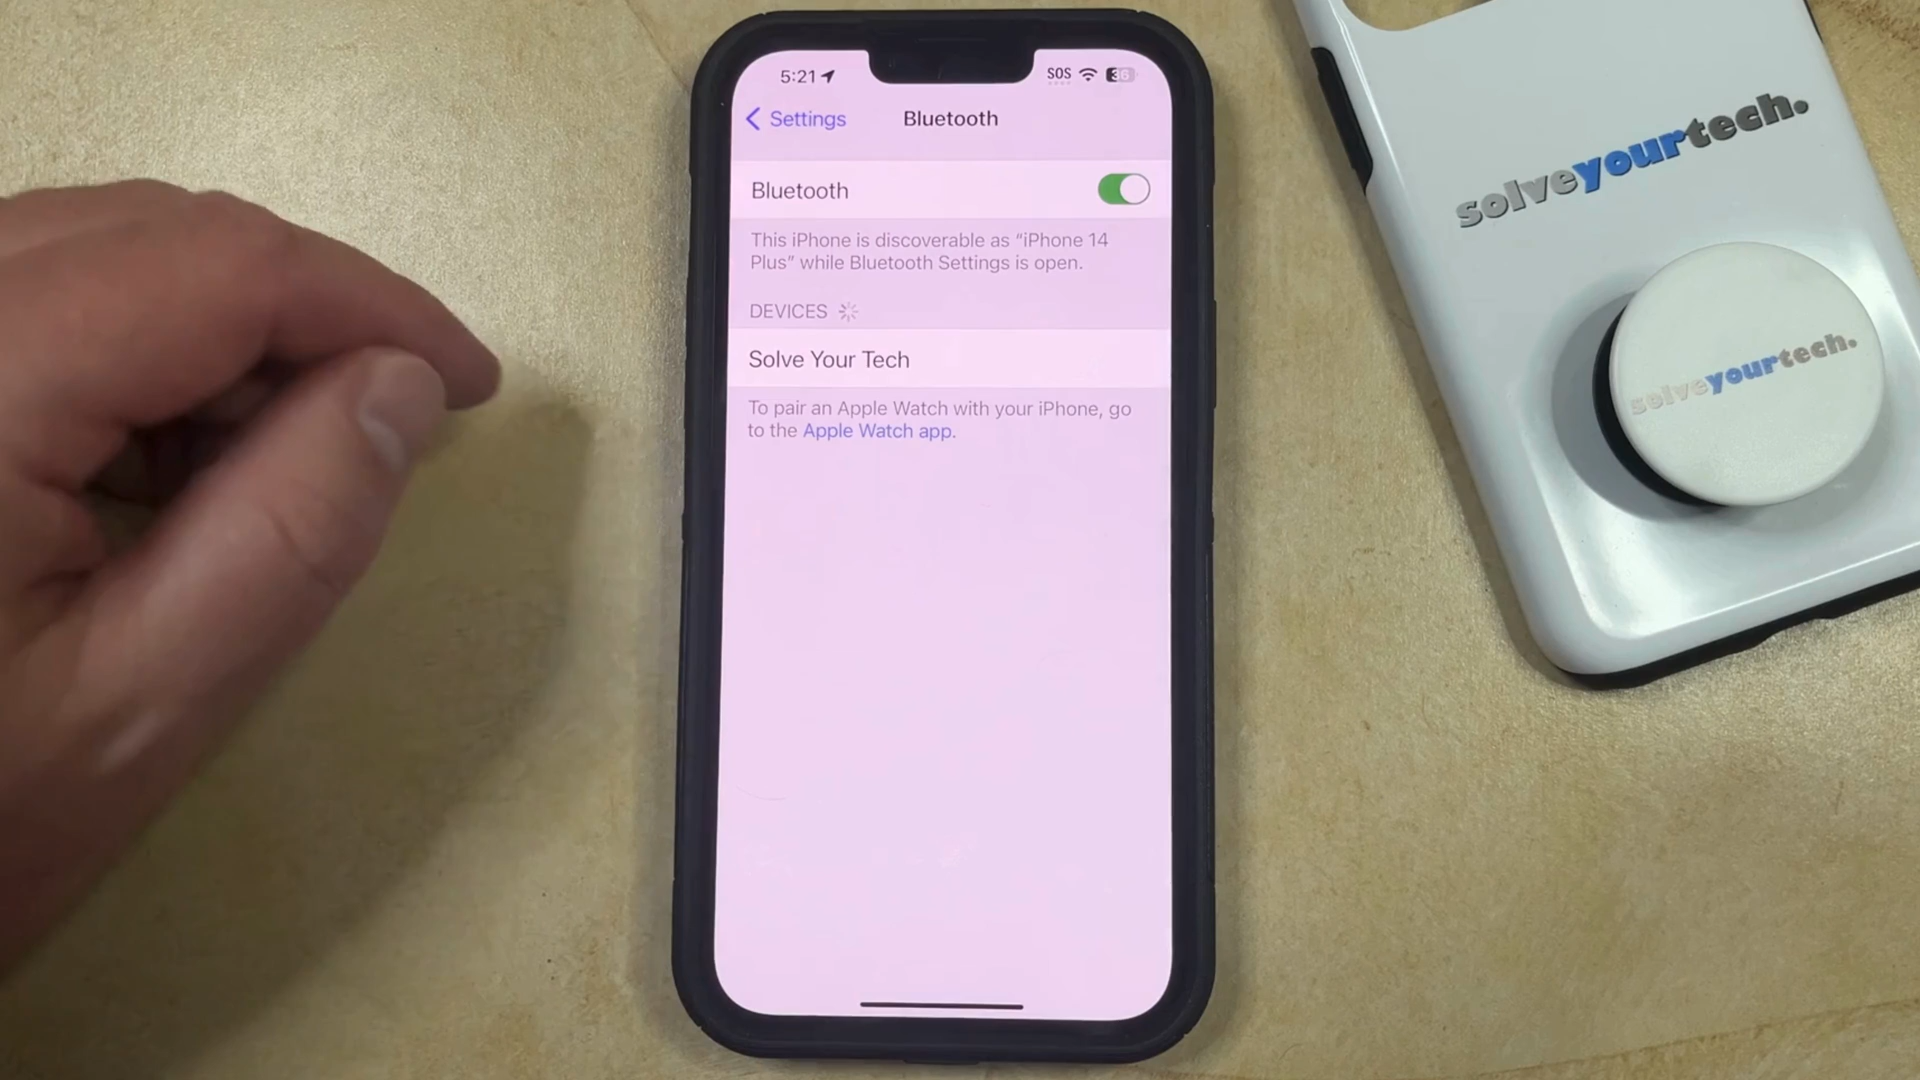 5:21
SOS
36
Settings
Bluetooth
Bluetooth
This iPhone is discoverable as “iPhone 14
Plus” while Bluetooth Settings is open.
DEVICES
Solve Your Tech
To pair an Apple Watch with your iPhone, go
to the Apple Watch app.
solveyourtech.
solveyourtech.